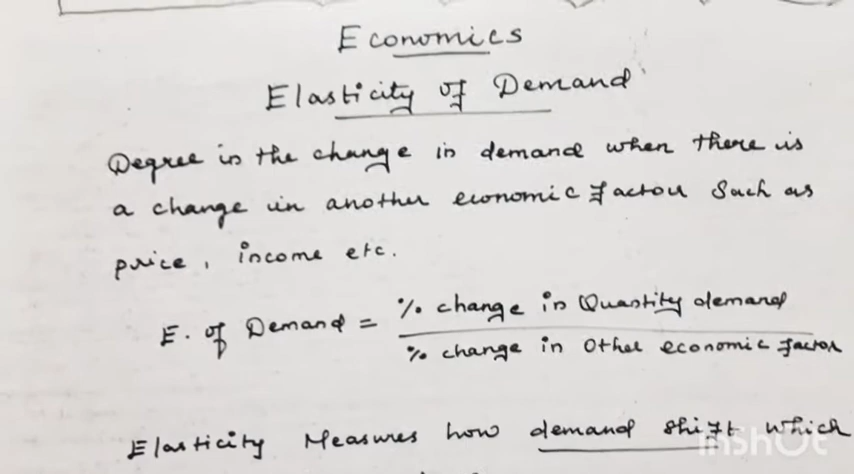 Economics
Elasticity of Demand
Degree in the change in demand when there is
a change in another economic factor Such as
price, income etc.
E. of Demand = % change in Quantity demand
% change in Other economic factor
Elasticity Measures how demand shift which
InShOt